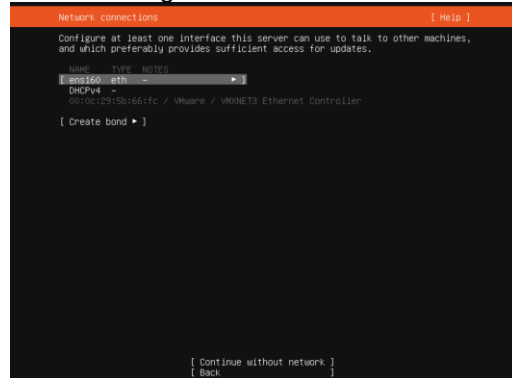 Network connections [ Help ]
Configure at least one interface this server can use to talk to other machines,
and which preferably provides sufficient access for updates.
NAME TYPE NOTES
[ ens160 eth - ▸ ]
DHCPv4 -
00:0c:29:5b:66:fc / VMware / VMXNET3 Ethernet Controller
[ Create bond ▸ ]
[ Continue without network ]
[ Back ]